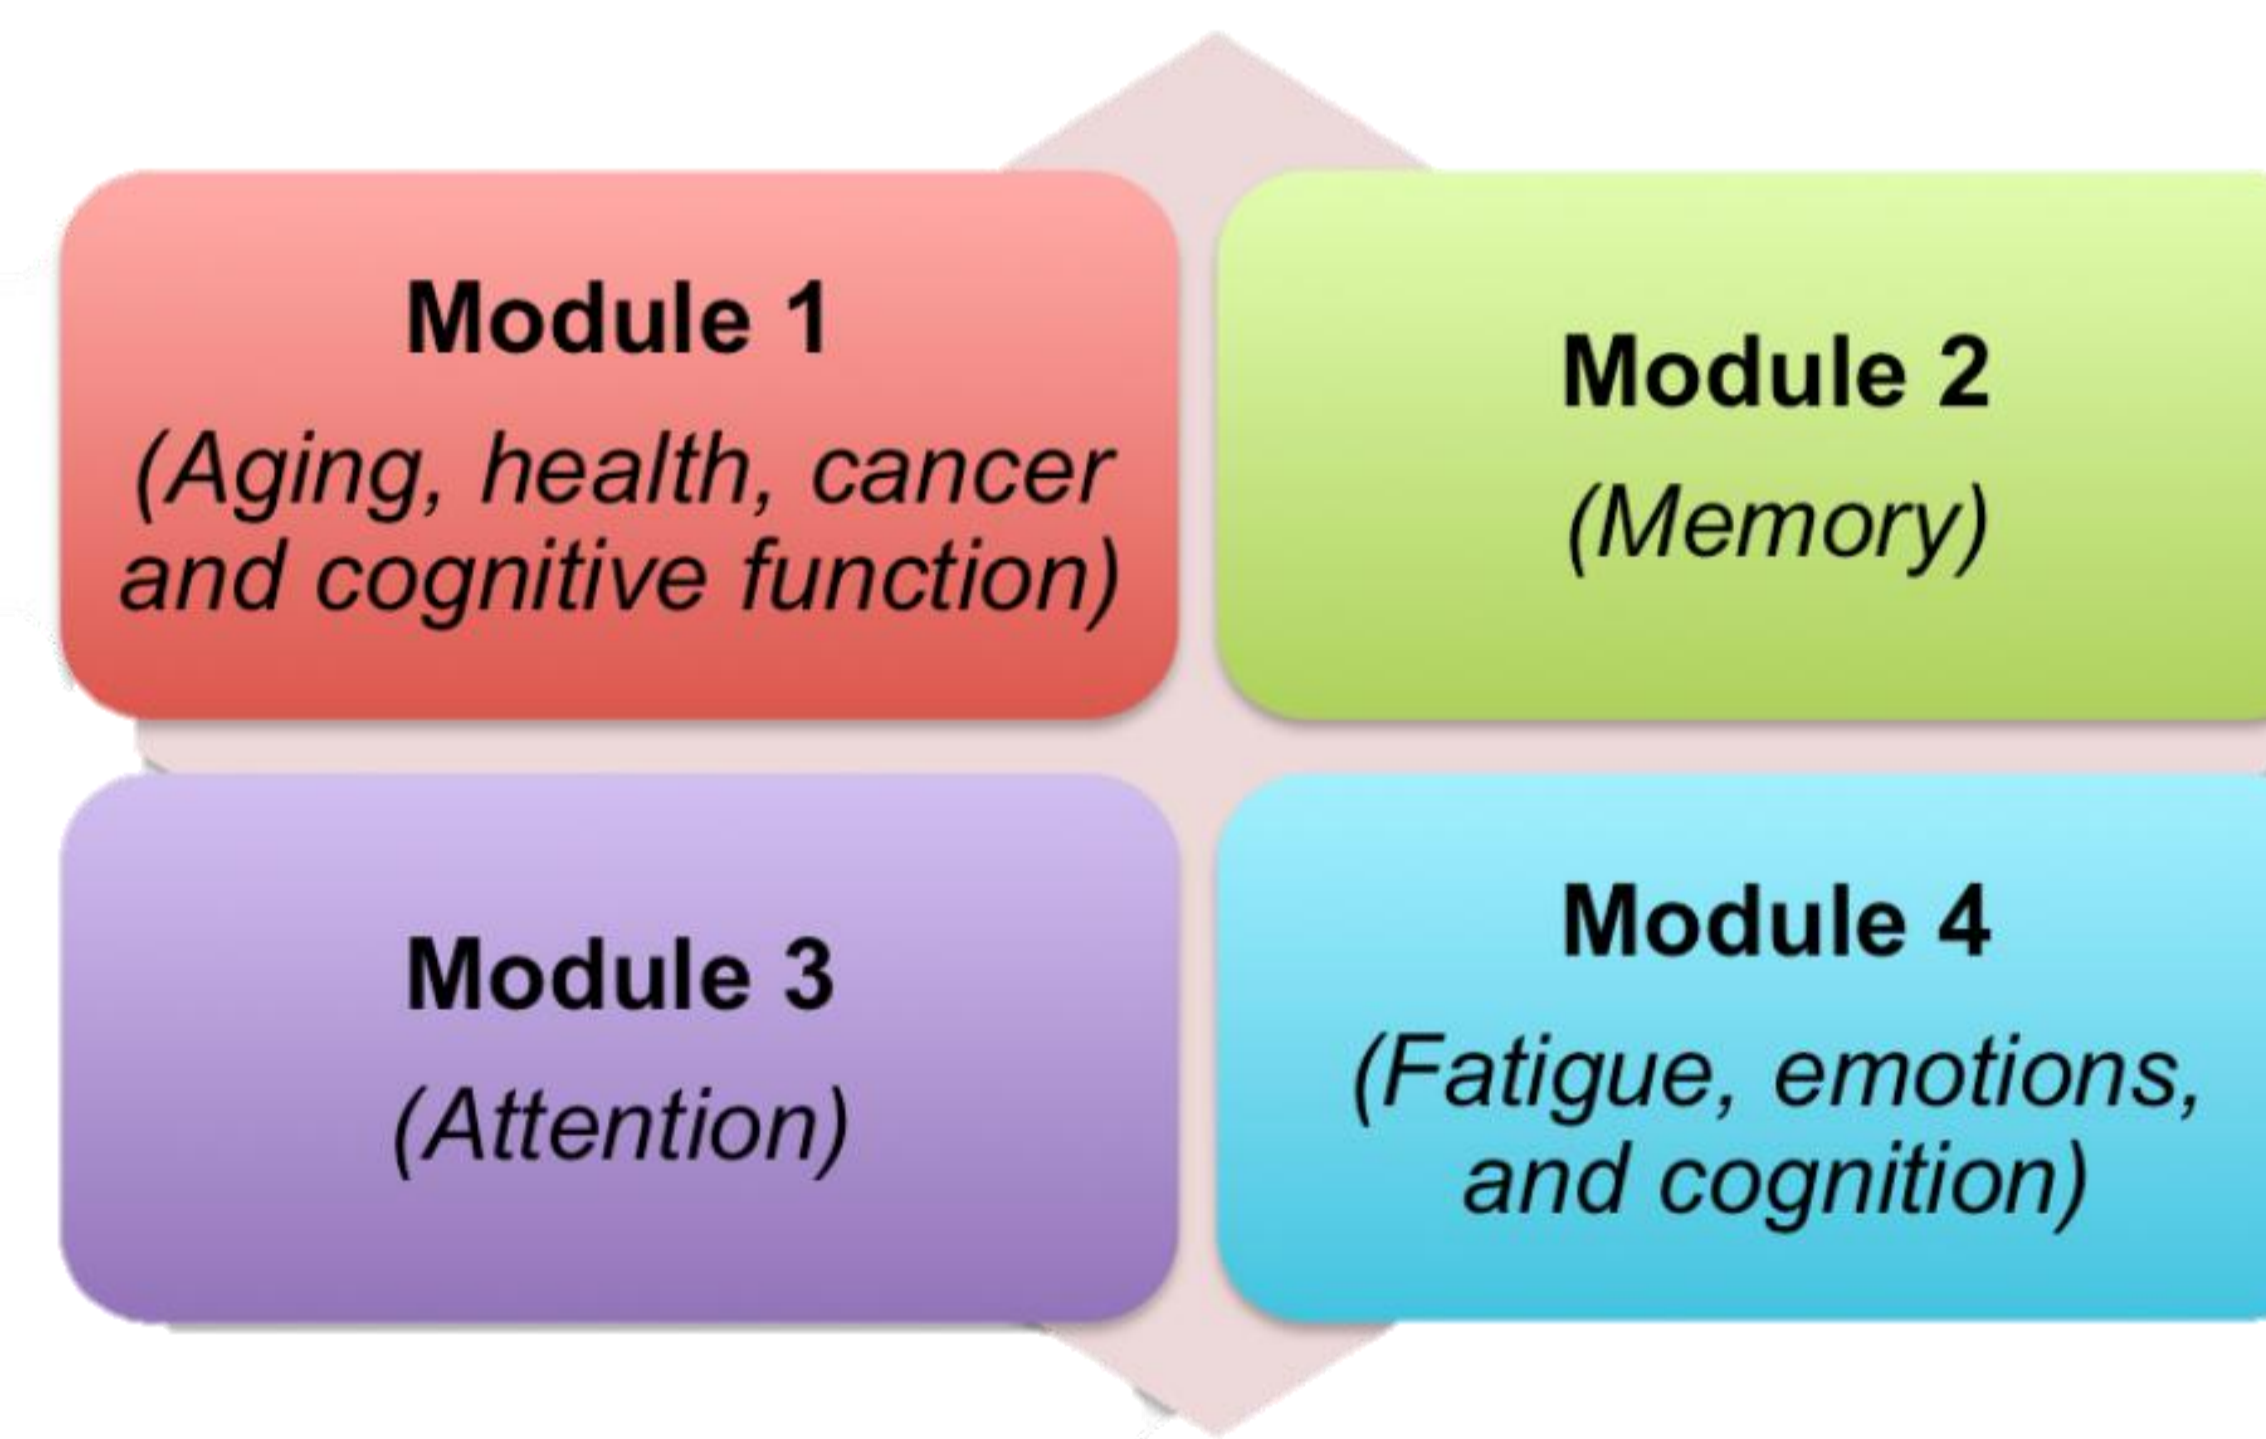 Module 1
(Aging, health, cancer
and cognitive function)
Module 2
(Memory)
Module 3
(Attention)
Module 4
(Fatigue, emotions,
and cognition)